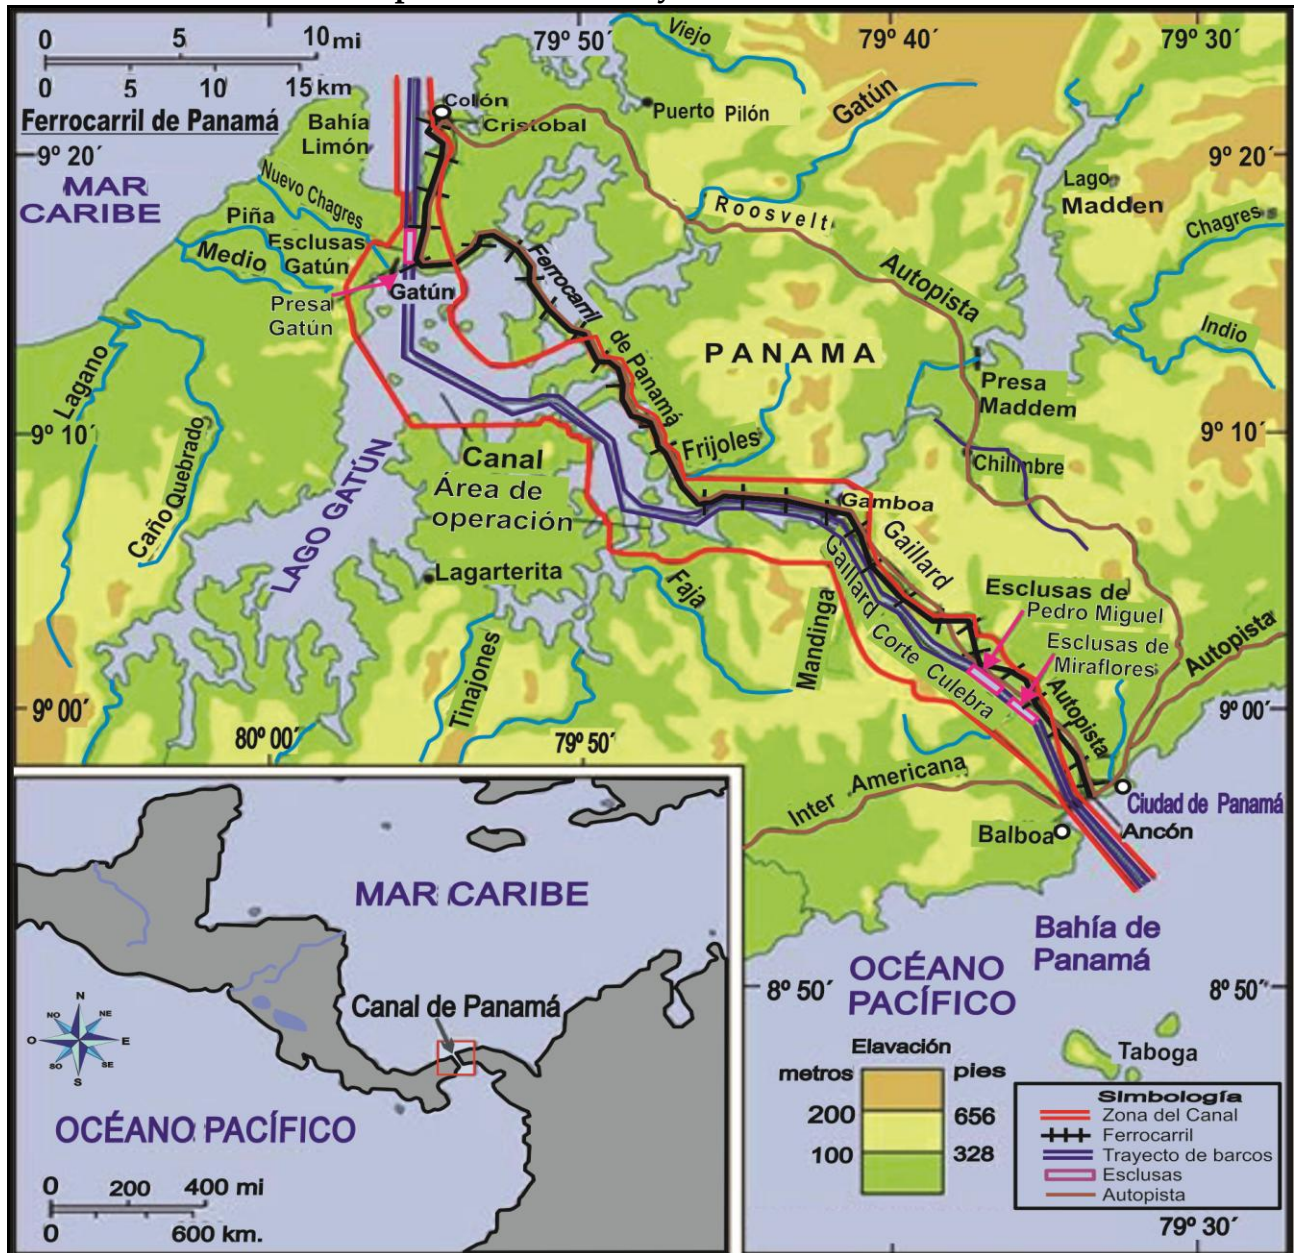 0 5 10 mi
0 5 10 15 km
Ferrocarril de Panamá
79º 50´
79º 40´
79º 30´
Viejo
Gatún
Puerto Pilón
Colón
Cristobal
Bahía
Limón
9º 20´
9º 20´
MAR
CARIBE
Nuevo Chagres
Piña
Medio
Esclusas
Gatún
Presa
Gatún
Gatún
Roosvelt
Autopista
Lago
Madden
Chagres
Indio
Ferrocarril
de Panamá
PANAMA
Presa
Maddem
Lagano
Caño Quebrado
9º 10´
9º 10´
Frijoles
Chilimbre
Canal
Área de
operación
LAGO GATÚN
Gamboa
Gaillard
Lagarterita
Faja
Mandinga
Gaillard Corte Culebra
Esclusas de
Pedro Miguel
Esclusas de
Miraflores
Autopista
Autopista
Tinajones
9º 00´
9º 00´
80º 00´
79º 50´
Inter Americana
Ciudad de Panamá
Balboa
Ancón
Bahía de
Panamá
OCÉANO
PACÍFICO
8º 50´
8º 50´
Taboga
MAR CARIBE
Canal de Panamá
N
NO NE
O E
SO SE
S
OCÉANO PACÍFICO
0 200 400 mi
0 600 km.
Elavación
metros pies
200 656
100 328
Simbología
Zona del Canal
Ferrocarril
Trayecto de barcos
Esclusas
Autopista
79º 30´